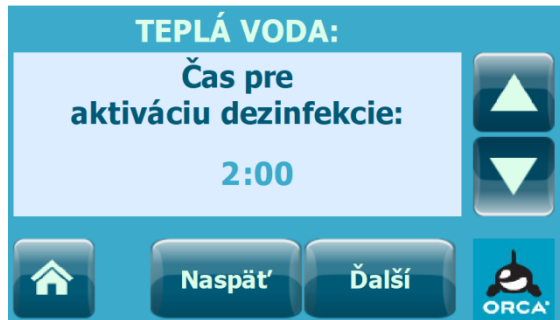 TEPLÁ VODA:
Čas pre
aktiváciu dezinfekcie:
2:00
Naspäť
Ďalší
ORCA